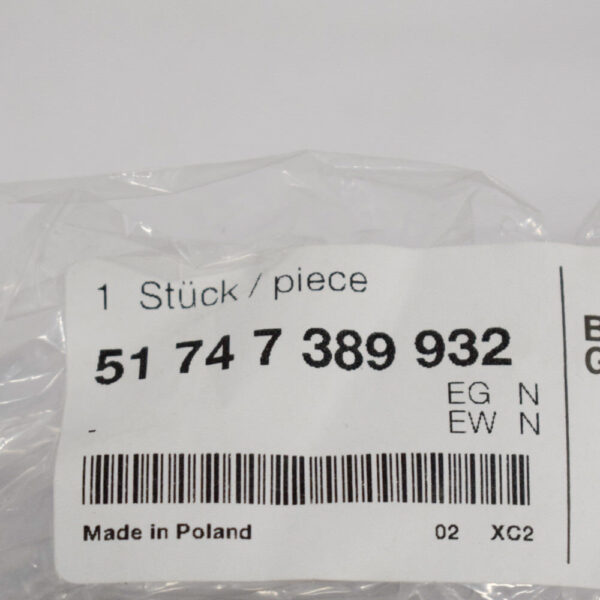 1 Stück / piece
51 74 7 389 932
EG N
- EW N
Made in Poland 02 XC2
B
G